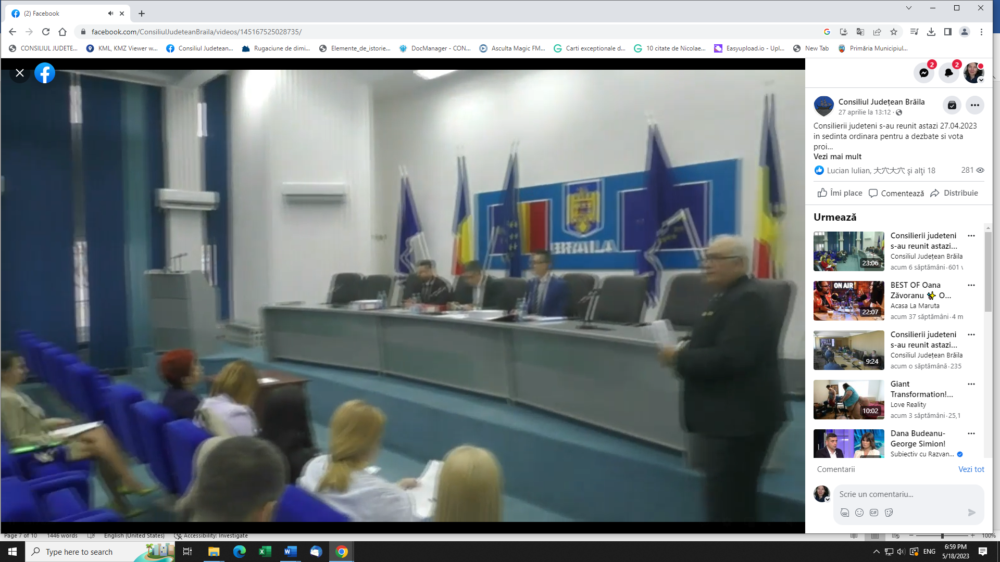 (2) Facebook
facebook.com/ConsiliulJudeteanBraila/videos/145167525028735/
CONSILIUL JUDETE...
KML, KMZ Viewer w...
Consiliul Judetean...
Rugaciune de dimi...
Elemente_de_istorie...
DocManager - CON...
Asculta Magic FM...
Carti exceptionale d...
10 citate de Nicolae...
Easyupload.io - Upl...
New Tab
Primăria Municipiul...
2
2
Consiliul Județean Brăila
27 aprilie la 13:12 ·
Consilierii judeteni s-au reunit astazi 27.04.2023
in sedinta ordinara pentru a dezbate si vota
proi...
Vezi mai mult
Lucian Iulian, 大穴大穴 şi alţi 18
281
Îmi place
Comentează
Distribuie
Urmează
Consilierii judeteni
s-au reunit astazi...
Consiliul Județean Brăila
acum 6 săptămâni · 601 v
23:06
BEST OF Oana
Zăvoranu ✨ O...
Acasa La Maruta
acum 37 săptămâni · 4 m
ON AIR
22:07
Consilierii judeteni
s-au reunit astazi...
Consiliul Județean Brăila
acum o săptămână · 235
9:24
Giant
Transformation!...
Love Reality
acum 3 săptămâni · 25,1
10:02
Dana Budeanu-
George Simion!
Subiectiv cu Razvan...
Comentarii
Vezi tot
Scrie un comentariu...
GIF
BRAILA
Page 7 of 10
1446 words
English (United States)
Accessibility: Investigate
100%
Type here to search
ENG
6:59 PM
5/18/2023